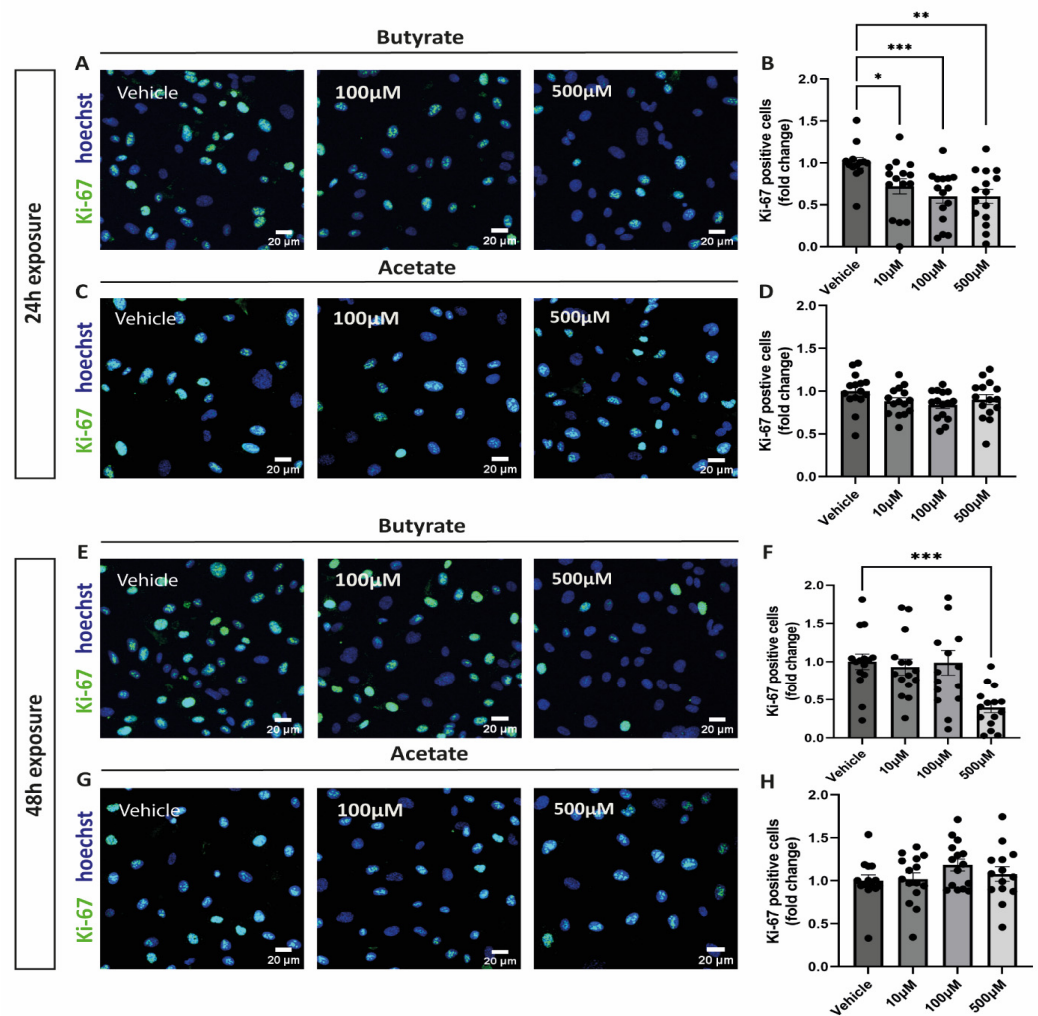 Butyrate
24h exposure
A
Ki-67 hoechst
Vehicle
20 µm
100µM
20 µm
500µM
20 µm
B
**
***
*
Ki-67 positive cells
(fold change)
2.0
1.5
1.0
0.5
0.0
Vehicle
10µM
100µM
500µM
Acetate
C
Ki-67 hoechst
Vehicle
20 µm
100µM
20 µm
500µM
20 µm
D
Ki-67 postive cells
(fold change)
2.0
1.5
1.0
0.5
0.0
Vehicle
10µM
100µM
500µM
Butyrate
48h exposure
E
Ki-67 hoechst
Vehicle
20 µm
100µM
20 µm
500µM
20 µm
F
***
Ki-67 positive cells
(fold change)
2.0
1.5
1.0
0.5
0.0
Vehicle
10µM
100µM
500µM
Acetate
G
Ki-67 hoechst
Vehicle
20 µm
100µM
20 µm
500µM
20 µm
H
Ki-67 positive cells
(fold change)
2.0
1.5
1.0
0.5
0.0
Vehicle
10µM
100µM
500µM